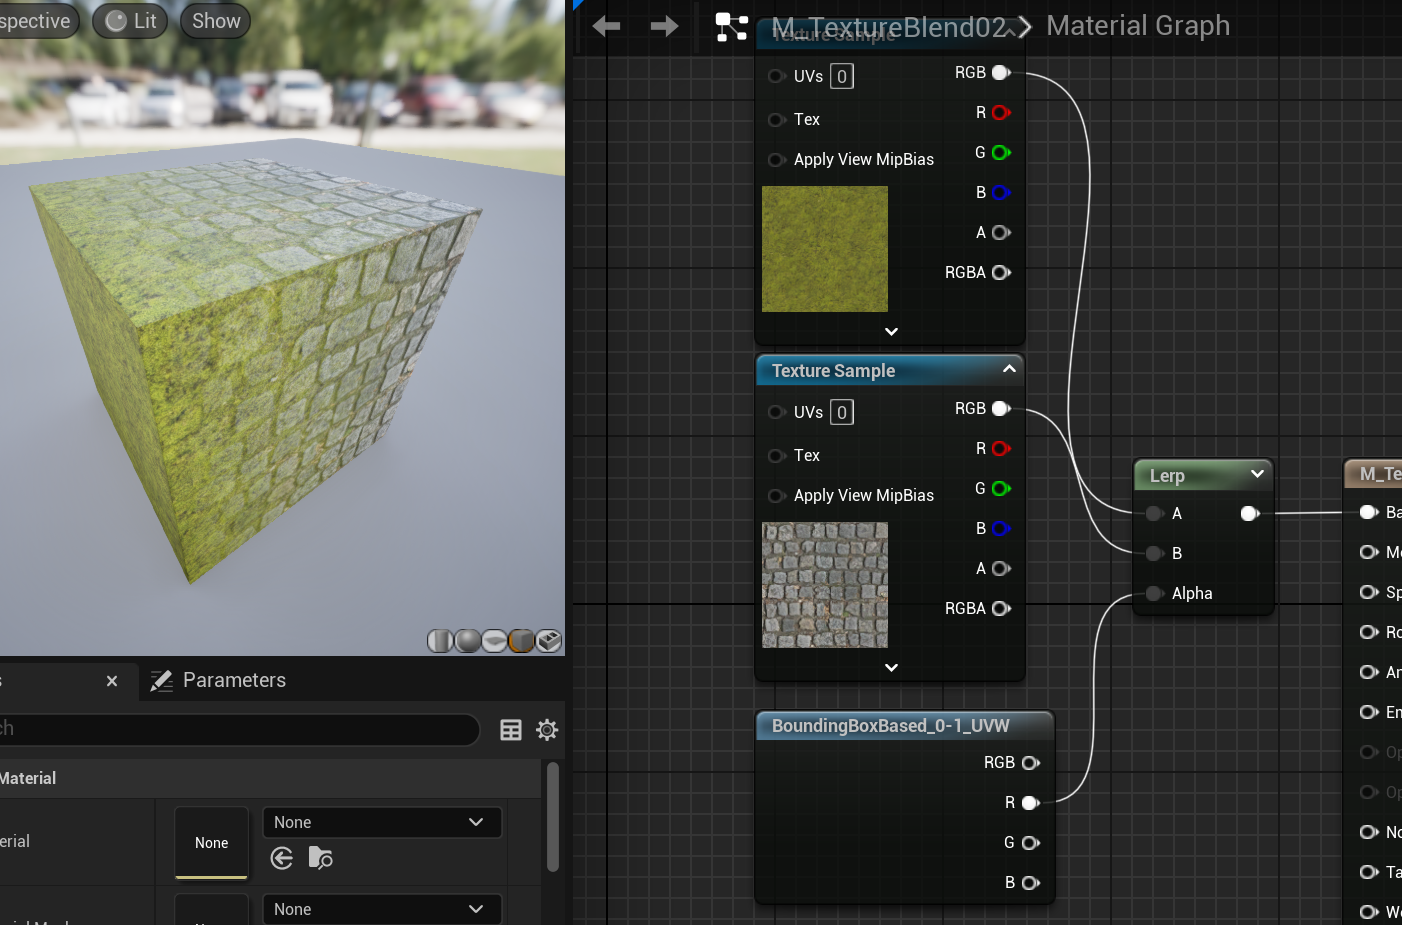 spective
Lit
Show
M_TextureBlend02
Material Graph
Texture Sample
UVs 0
Tex
Apply View MipBias
RGB
R
G
B
A
RGBA
Texture Sample
UVs 0
Tex
Apply View MipBias
RGB
R
G
B
A
RGBA
BoundingBoxBased_0-1_UVW
RGB
R
G
B
Lerp
A
B
Alpha
M_Te
Ba
Me
Sp
Ro
An
Em
Op
Op
No
Ta
Wo
s
Parameters
ch
Material
erial
None
None
None